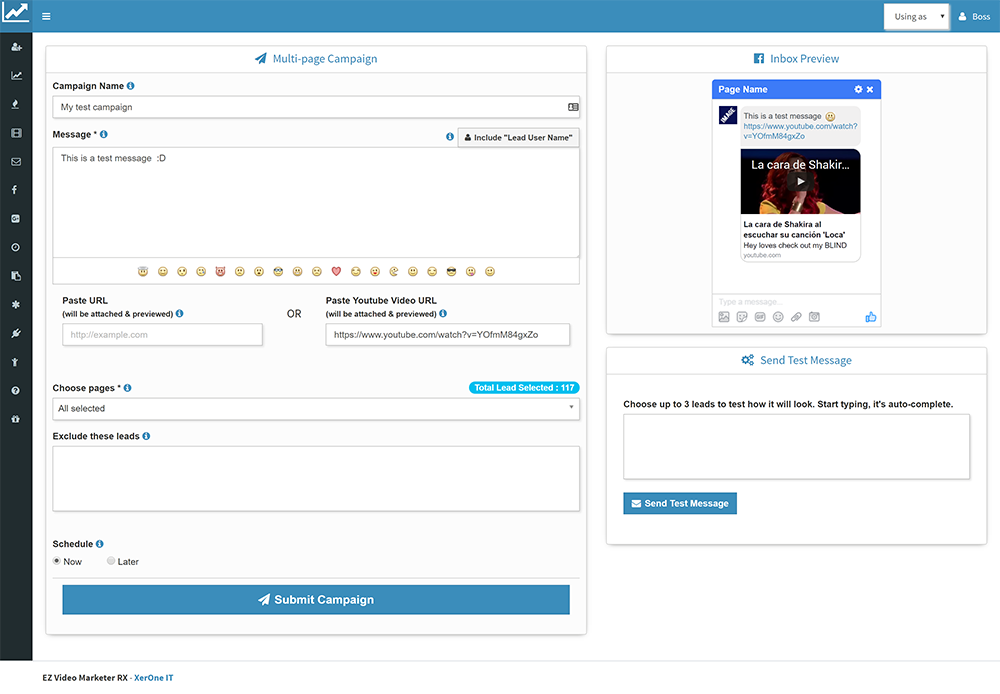 Using as
Boss
Multi-page Campaign
Campaign Name
My test campaign
Message *
Include "Lead User Name"
This is a test message :D
Paste URL
(will be attached & previewed)
http://example.com
OR
Paste Youtube Video URL
(will be attached & previewed)
https://www.youtube.com/watch?v=YOfmM84gxZo
Choose pages *
Total Lead Selected : 117
All selected
Exclude these leads
Schedule
Now
Later
Submit Campaign
Inbox Preview
Page Name
IMAGE
This is a test message
https://www.youtube.com/watch?
v=YOfmM84gxZo
La cara de Shakir...
La cara de Shakira al
escuchar su canción 'Loca'
Hey loves check out my BLIND
youtube.com
Type a message...
GIF
Send Test Message
Choose up to 3 leads to test how it will look. Start typing, it's auto-complete.
Send Test Message
EZ Video Marketer RX - XerOne IT